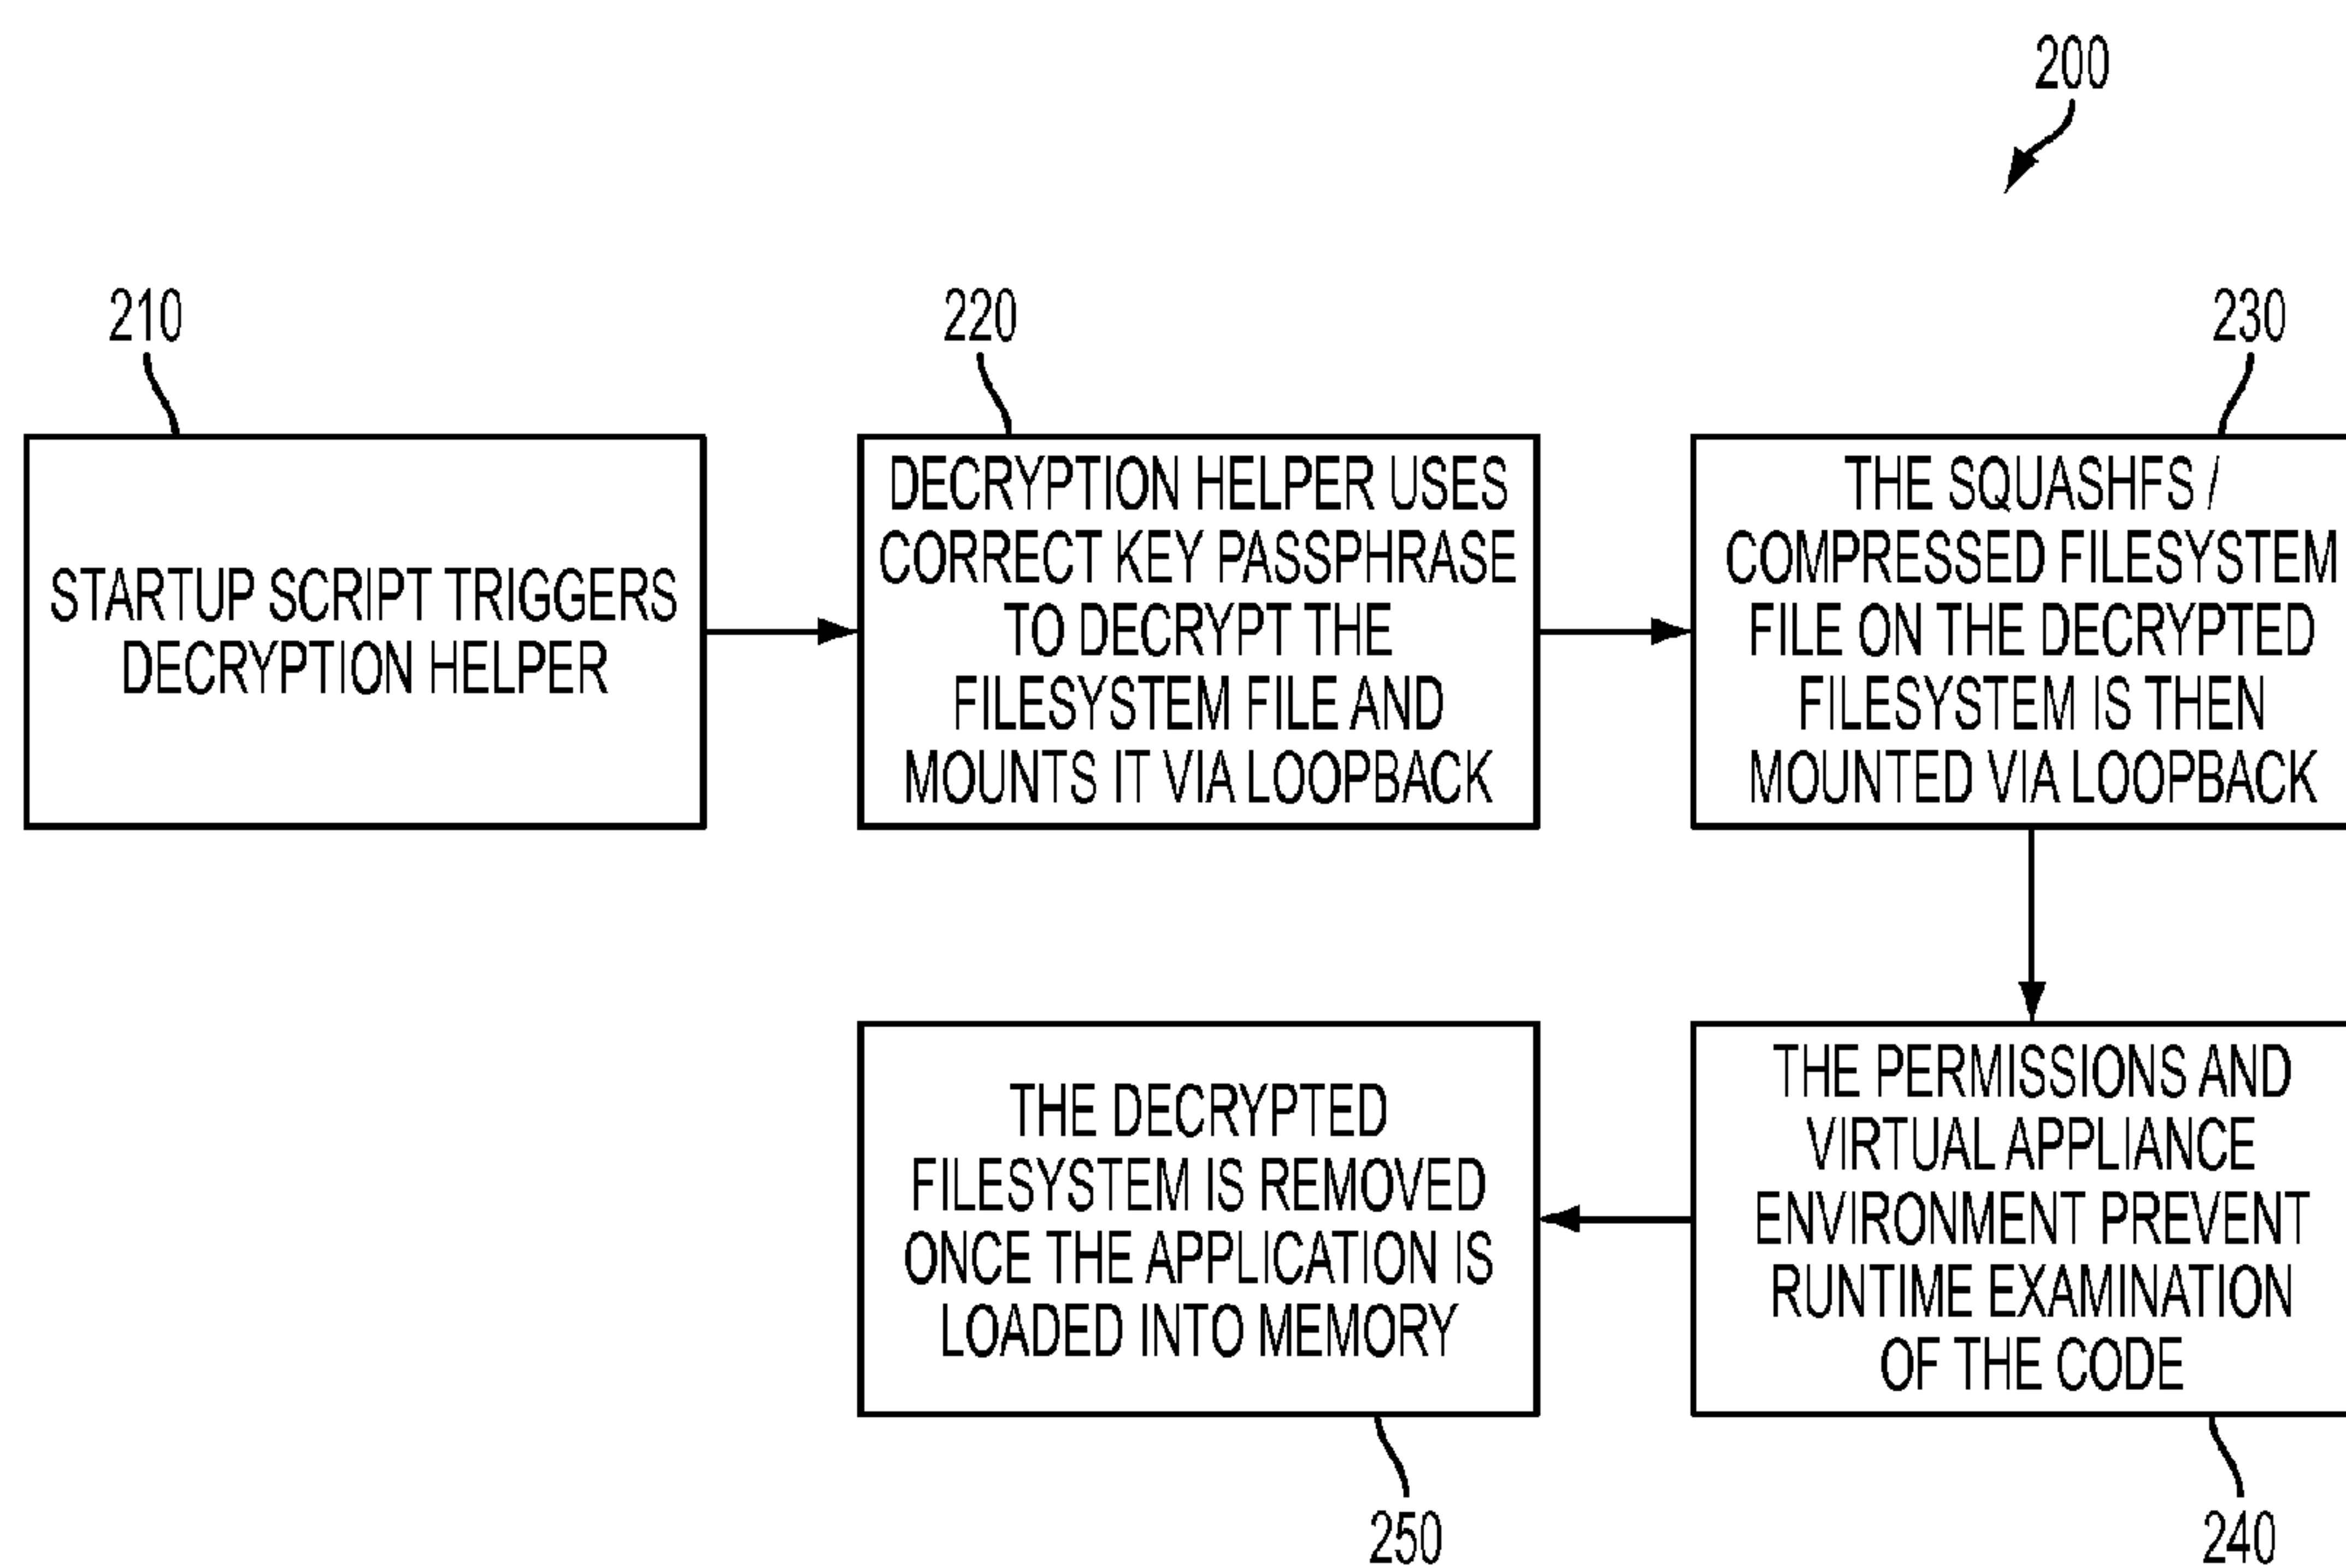 200
210
STARTUP SCRIPT TRIGGERS
DECRYPTION HELPER
220
DECRYPTION HELPER USES
CORRECT KEY PASSPHRASE
TO DECRYPT THE
FILESYSTEM FILE AND
MOUNTS IT VIA LOOPBACK
230
THE SQUASHFS /
COMPRESSED FILESYSTEM
FILE ON THE DECRYPTED
FILESYSTEM IS THEN
MOUNTED VIA LOOPBACK
THE PERMISSIONS AND
VIRTUAL APPLIANCE
ENVIRONMENT PREVENT
RUNTIME EXAMINATION
OF THE CODE
240
THE DECRYPTED
FILESYSTEM IS REMOVED
ONCE THE APPLICATION IS
LOADED INTO MEMORY
250